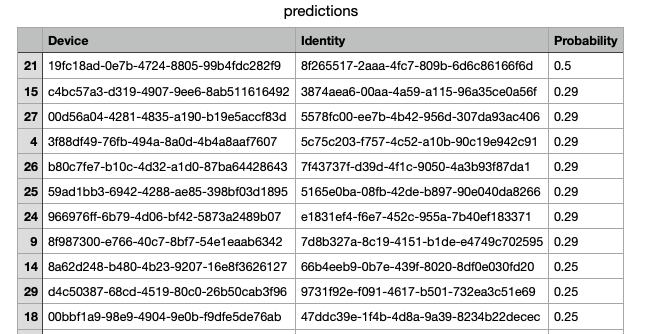 predictions
Device Identity Probability
21 19fc18ad-0e7b-4724-8805-99b4fdc282f9 8f265517-2aaa-4fc7-809b-6d6c86166f6d 0.5
15 c4bc57a3-d319-4907-9ee6-8ab511616492 3874aea6-00aa-4a59-a115-96a35ce0a56f 0.29
27 00d56a04-4281-4835-a190-b19e5accf83d 5578fc00-ee7b-4b42-956d-307da93ac406 0.29
4 3f88df49-76fb-494a-8a0d-4b4a8aaf7607 5c75c203-f757-4c52-a10b-90c19e942c91 0.29
26 b80c7fe7-b10c-4d32-a1d0-87ba64428643 7f43737f-d39d-4f1c-9050-4a3b93f87da1 0.29
25 59ad1bb3-6942-4288-ae85-398bf03d1895 5165e0ba-08fb-42de-b897-90e040da8266 0.29
24 966976ff-6b79-4d06-bf42-5873a2489b07 e1831ef4-f6e7-452c-955a-7b40ef183371 0.29
9 8f987300-e766-40c7-8bf7-54e1eaab6342 7d8b327a-8c19-4151-b1de-e4749c702595 0.29
14 8a62d248-b480-4b23-9207-16e8f3626127 66b4eeb9-0b7e-439f-8020-8df0e030fd20 0.25
29 d4c50387-68cd-4519-80c0-26b50cab3f96 9731f92e-f091-4617-b501-732ea3c51e69 0.25
18 00bbf1a9-98e9-4904-9e0b-f9dfe5de76ab 47ddc39e-1f4b-4d8a-9a39-8234b22decec 0.25